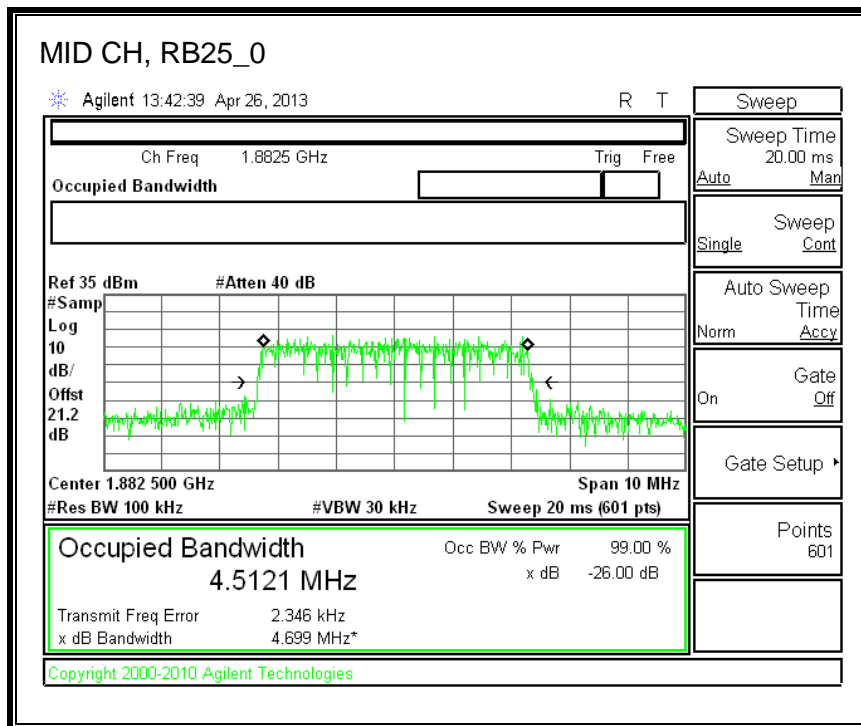 MID CH, RB25_0
Agilent 13:42:39 Apr 26, 2013 R T
Sweep
Ch Freq 1.8825 GHz Trig Free
Occupied Bandwidth
Sweep Time
20.00 ms
Auto Man
Sweep
Single Cont
Ref 35 dBm #Atten 40 dB
#Samp
Log
10
dB/
Offst
21.2
dB
Auto Sweep
Time
Norm Accy
Gate
On Off
Gate Setup
Center 1.882 500 GHz Span 10 MHz
#Res BW 100 kHz #VBW 30 kHz Sweep 20 ms (601 pts)
Points
601
Occupied Bandwidth Occ BW % Pwr 99.00 %
4.5121 MHz x dB -26.00 dB
Transmit Freq Error 2.346 kHz
x dB Bandwidth 4.699 MHz*
Copyright 2000-2010 Agilent Technologies